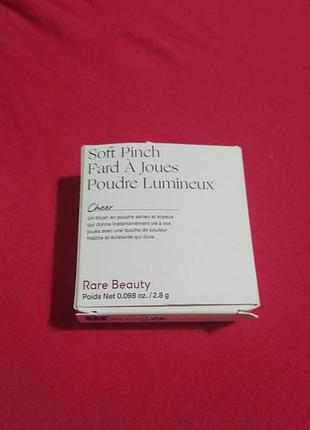 Soft Pinch
Fard À Joues
Poudre Lumineux
Cheer
Un blush en poudre aérien et soyeux
qui donne instantanément vie à vos
joues avec une touche de couleur
fraîche et éclatante qui dure.
Rare Beauty
Poids Net 0.098 oz. / 2.8 g